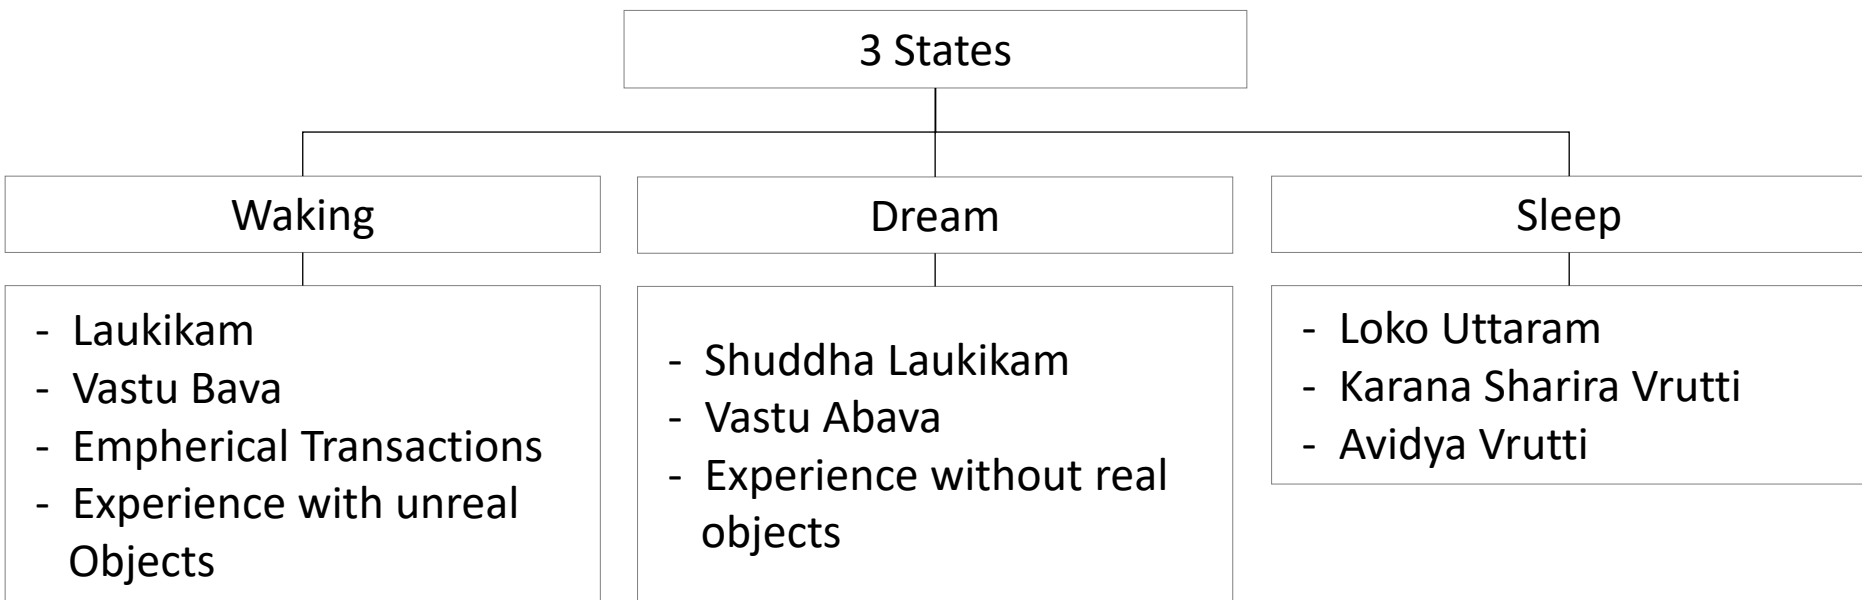 3 States
Waking
- Laukikam
- Vastu Bava
- Empherical Transactions
- Experience with unreal
Objects
Dream
- Shuddha Laukikam
- Vastu Abava
- Experience without real
objects
Sleep
- Loko Uttaram
- Karana Sharira Vrutti
- Avidya Vrutti